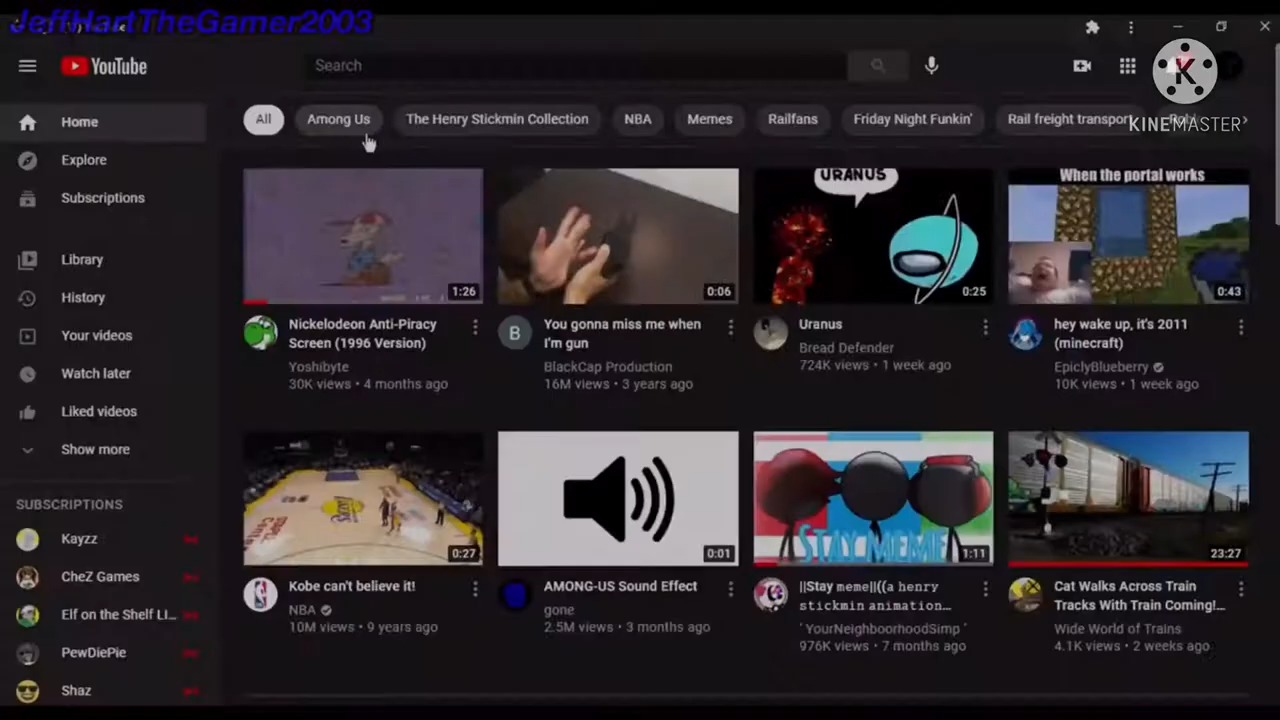 JeffHartTheGamer2003
YouTube
Search
K
KINEMASTER
Home
Explore
Subscriptions
Library
History
Your videos
Watch later
Liked videos
Show more
SUBSCRIPTIONS
Kayzz
CheZ Games
Elf on the Shelf Li...
PewDiePie
Shaz
All
Among Us
The Henry Stickmin Collection
NBA
Memes
Railfans
Friday Night Funkin'
Rail freight transport
1:26
Nickelodeon Anti-Piracy
Screen (1996 Version)
Yoshibyte
30K views • 4 months ago
0:06
B
You gonna miss me when
I'm gun
BlackCap Production
16M views • 3 years ago
URANUS
0:25
Uranus
Bread Defender
724K views • 1 week ago
When the portal works
0:43
hey wake up, it's 2011
(minecraft)
EpiclyBlueberry
10K views • 1 week ago
0:27
Kobe can't believe it!
NBA
10M views • 9 years ago
0:01
AMONG-US Sound Effect
gone
2.5M views • 3 months ago
STAY MEME
1:11
||Stay meme||((a henry
stickmin animation...
' YourNeighboorhoodSimp '
976K views • 7 months ago
23:27
Cat Walks Across Train
Tracks With Train Coming!...
Wide World of Trains
4.1K views • 2 weeks ago